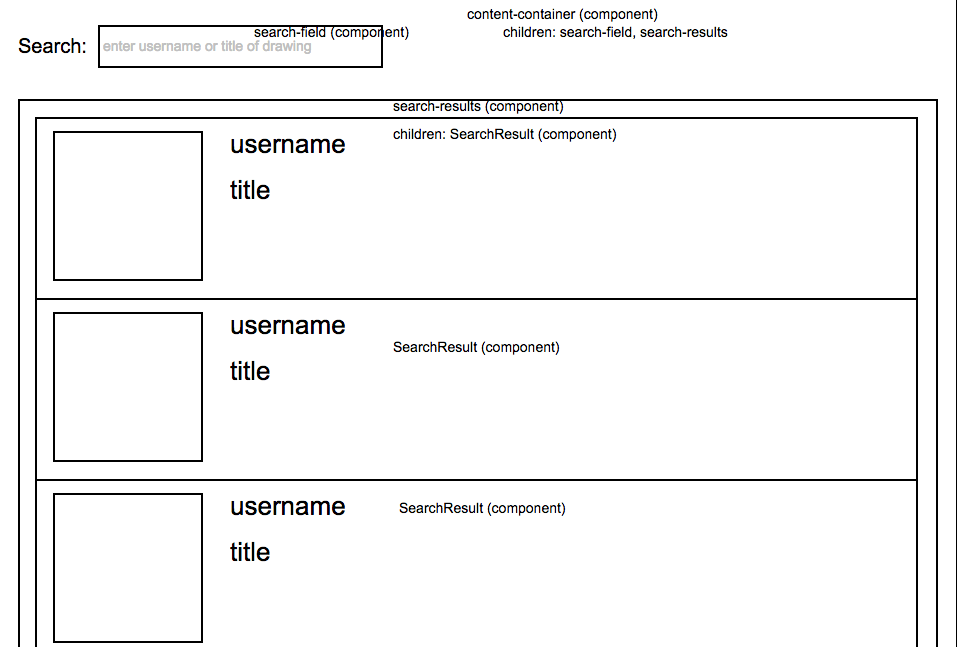 content-container (component)
children: search-field, search-results
search-field (component)
Search:
enter username or title of drawing
search-results (component)
children: SearchResult (component)
username
title
username
SearchResult (component)
title
username
SearchResult (component)
title